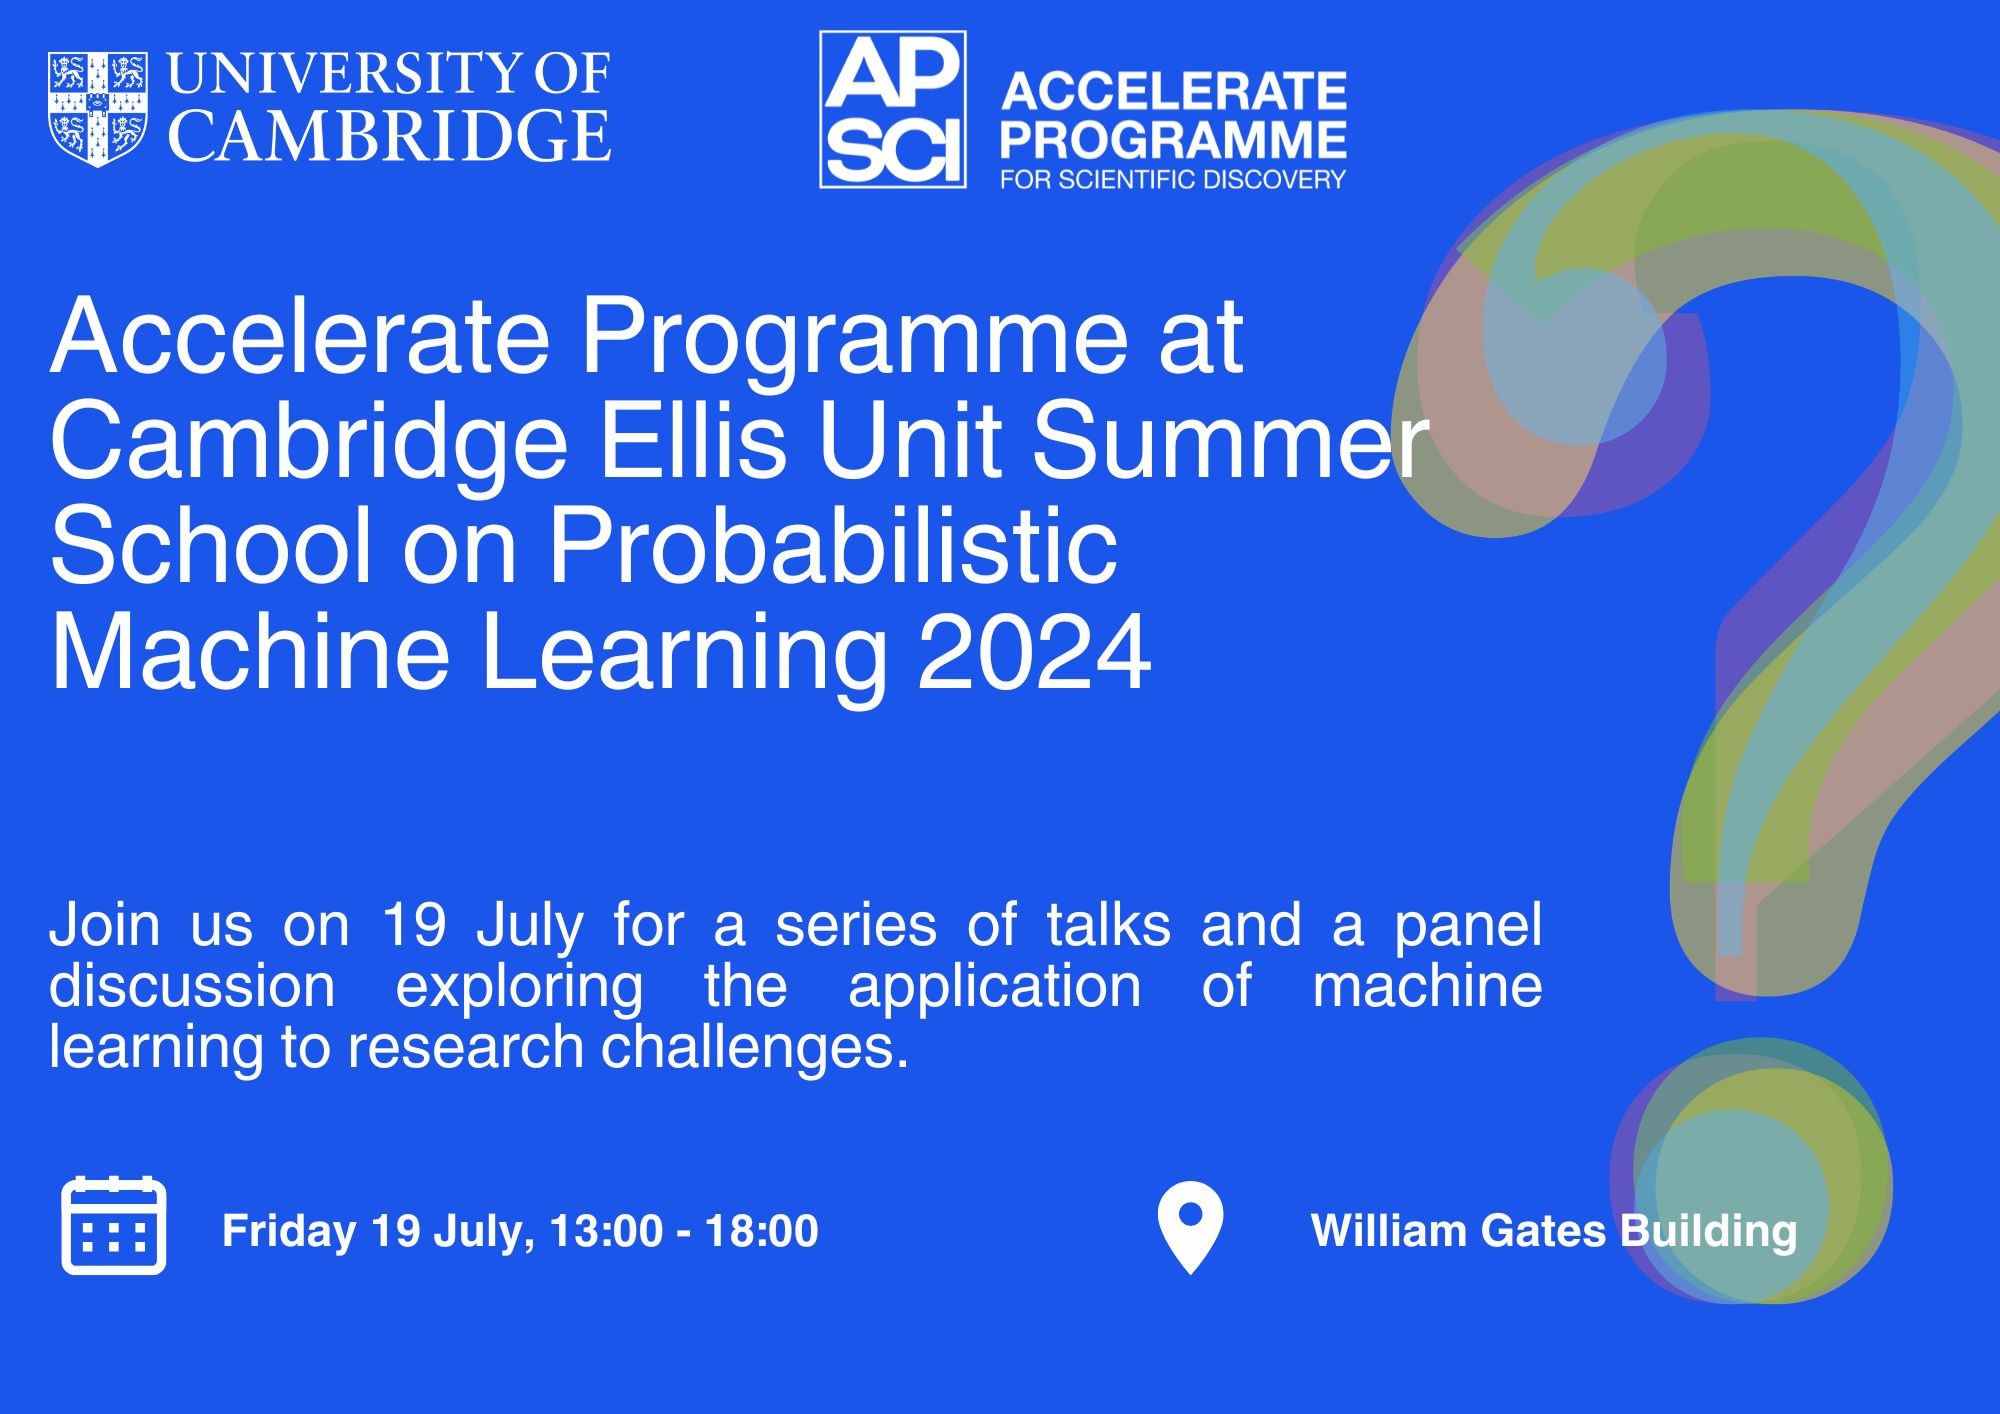 UNIVERSITY OF
CAMBRIDGE
AP
SCI
ACCELERATE
PROGRAMME
FOR SCIENTIFIC DISCOVERY
Accelerate Programme at
Cambridge Ellis Unit Summer
School on Probabilistic
Machine Learning 2024
Join us on 19 July for a series of talks and a panel
discussion exploring the application of machine
learning to research challenges.
Friday 19 July, 13:00 - 18:00
William Gates Building